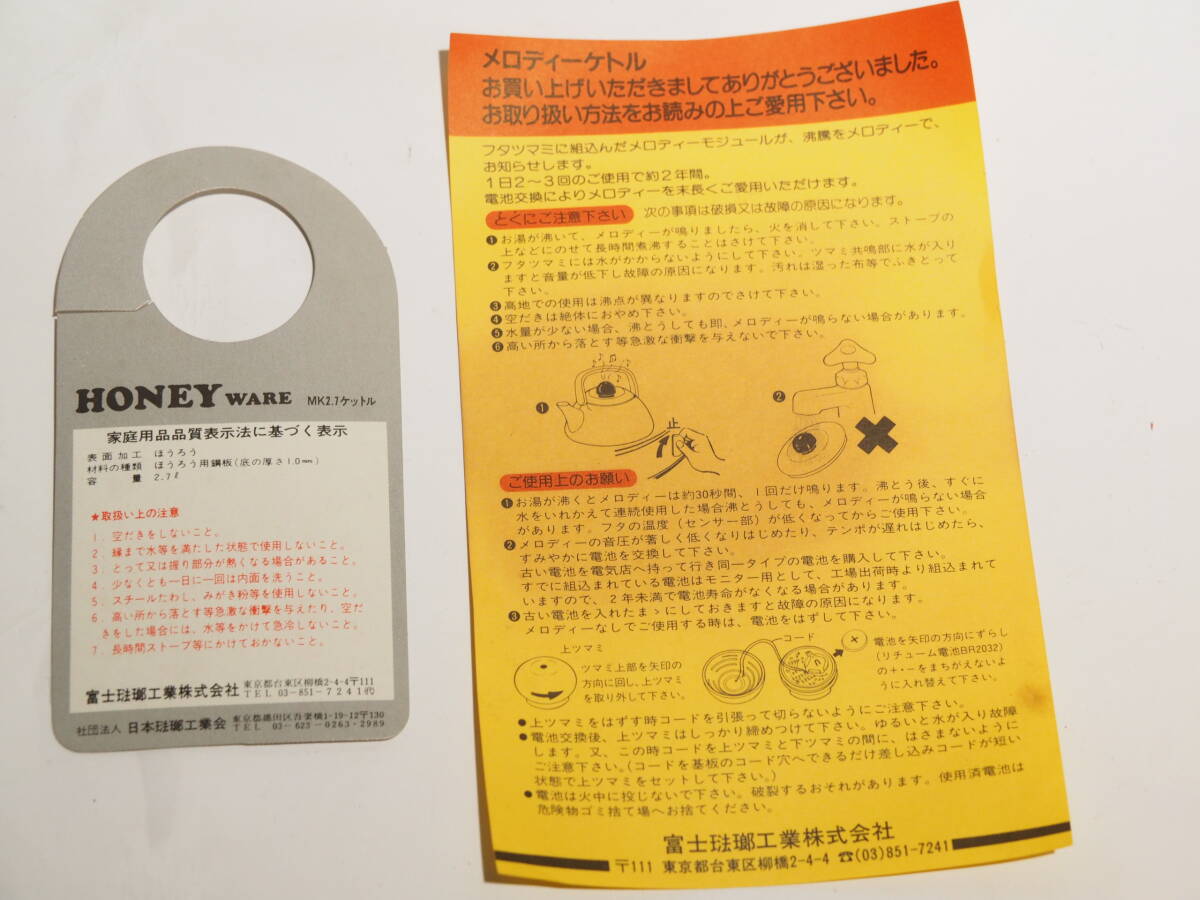 HONEY WARE MK2.7ケットル
家庭用品品質表示法に基づく表示
表面加工 ほうろう
材料の種類 ほうろう用鋼板(底の厚さ1.0mm)
容量 2.7ℓ
★取扱い上の注意
1. 空だきをしないこと。
2. 縁まで水等を満たした状態で使用しないこと。
3. とって又は握り部分が熱くなる場合があること。
4. 少なくとも一日に一回は内面を洗うこと。
5. スチールたわし、みがき粉等を使用しないこと。
6. 高い所から落とす等急激な衝撃を与えたり、空だ
きをした場合には、水等をかけて急冷しないこと。
7. 長時間ストーブ等にかけておかないこと。
富士琺瑯工業株式会社 東京都台東区柳橋2-4-4〒111
TEL 03-851-7241㈹
社団法人 日本琺瑯工業会 東京都墨田区吾妻橋1-19-12〒130
TEL 03-623-0263・2989
メロディーケトル
お買い上げいただきましてありがとうございました。
お取り扱い方法をお読みの上ご愛用下さい。
フタツマミに組込んだメロディーモジュールが、沸騰をメロディーで、
お知らせします。
1日2〜3回のご使用で約2年間。
電池交換によりメロディーを末長くご愛用いただけます。
とくにご注意下さい 次の事項は破損又は故障の原因になります。
❶お湯が沸いて、メロディーが鳴りましたら、火を消して下さい。ストーブの
上などにのせて長時間煮沸することはさけて下さい。
❷フタツマミには水がかからないようにして下さい。ツマミ共鳴部に水が入り
ますと音量が低下し故障の原因になります。汚れは湿った布等でふきとって
下さい。
❸高地での使用は沸点が異なりますのでさけて下さい。
❹空だきは絶体におやめ下さい。
❺水量が少ない場合、沸とうしても即、メロディーが鳴らない場合があります。
❻高い所から落とす等急激な衝撃を与えないで下さい。
❶
止
❷
ご使用上のお願い
❶お湯が沸くとメロディーは約30秒間、1回だけ鳴ります。沸とう後、すぐに
水をいれかえて連続使用した場合沸とうしても、メロディーが鳴らない場合
があります。フタの温度(センサー部)が低くなってからご使用下さい。
❷メロディーの音圧が著しく低くなりはじめたり、テンポが遅れはじめたら、
すみやかに電池を交換して下さい。
古い電池を電気店へ持って行き同一タイプの電池を購入して下さい。
すでに組込まれている電池はモニター用として、工場出荷時より組込まれて
いますので、2年未満で電池寿命がなくなる場合があります。
❸古い電池を入れたまゝにしておきますと故障の原因になります。
メロディーなしでご使用する時は、電池をはずして下さい。
上ツマミ
ツマミ上部を矢印の
方向に回し、上ツマミ
を取り外して下さい。
コード
電池を矢印の方向にずらし
(リチューム電池BR2032)
の+・−をまちがえないよ
うに入れ替えて下さい。
●上ツマミをはずす時コードを引張って切らないようにご注意下さい。
●電池交換後、上ツマミはしっかり締めつけて下さい。ゆるいと水が入り故障
します。又、この時コードを上ツマミと下ツマミの間に、はさまないように
ご注意下さい。(コードを基板のコード穴へできるだけ差し込みコードが短い
状態で上ツマミをセットして下さい。)
●電池は火中に投じないで下さい。破裂するおそれがあります。使用済電池は
危険物ゴミ捨て場へお捨てください。
富士琺瑯工業株式会社
〒111 東京都台東区柳橋2-4-4 ☎(03)851-7241